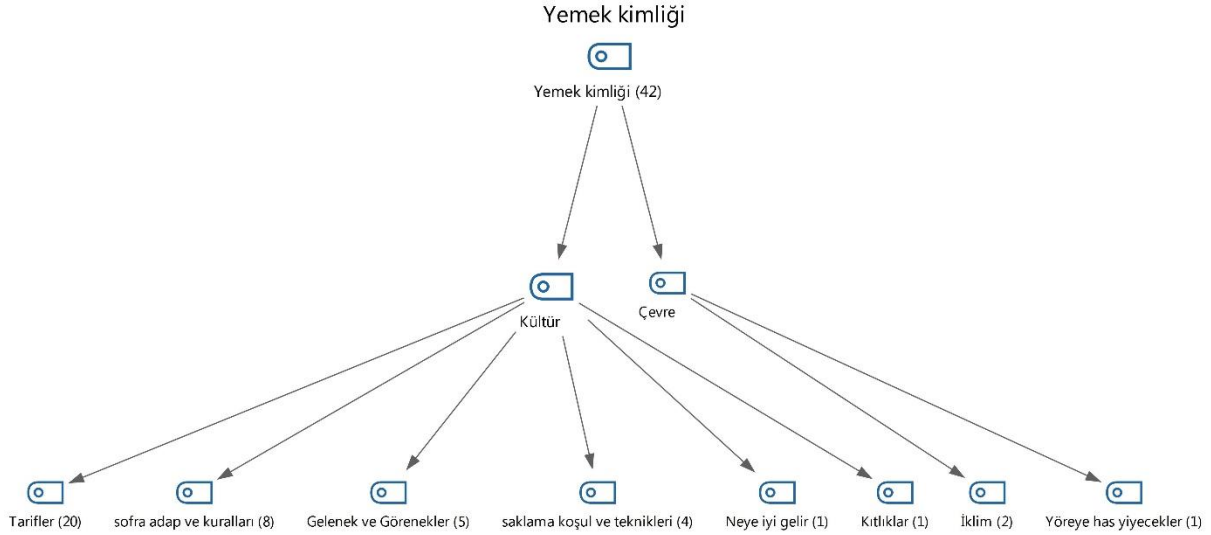 Yemek kimliği
Yemek kimliği (42)
Kültür
Çevre
Tarifler (20)
sofra adap ve kuralları (8)
Gelenek ve Görenekler (5)
saklama koşul ve teknikleri (4)
Neye iyi gelir (1)
Kıtlıklar (1)
İklim (2)
Yöreye has yiyecekler (1)